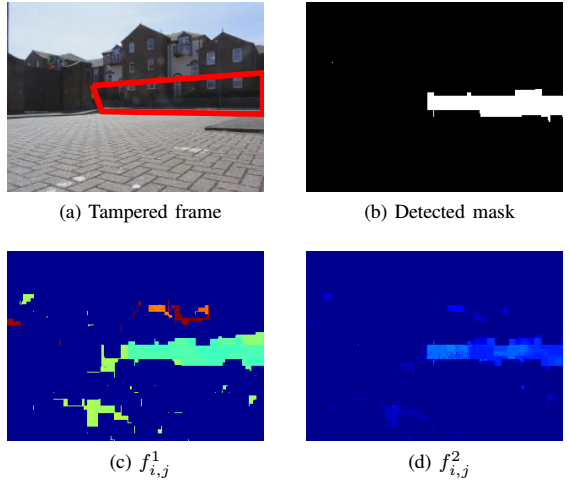 (a) Tampered frame
(b) Detected mask
(c) $f^1_{i,j}$
(d) $f^2_{i,j}$